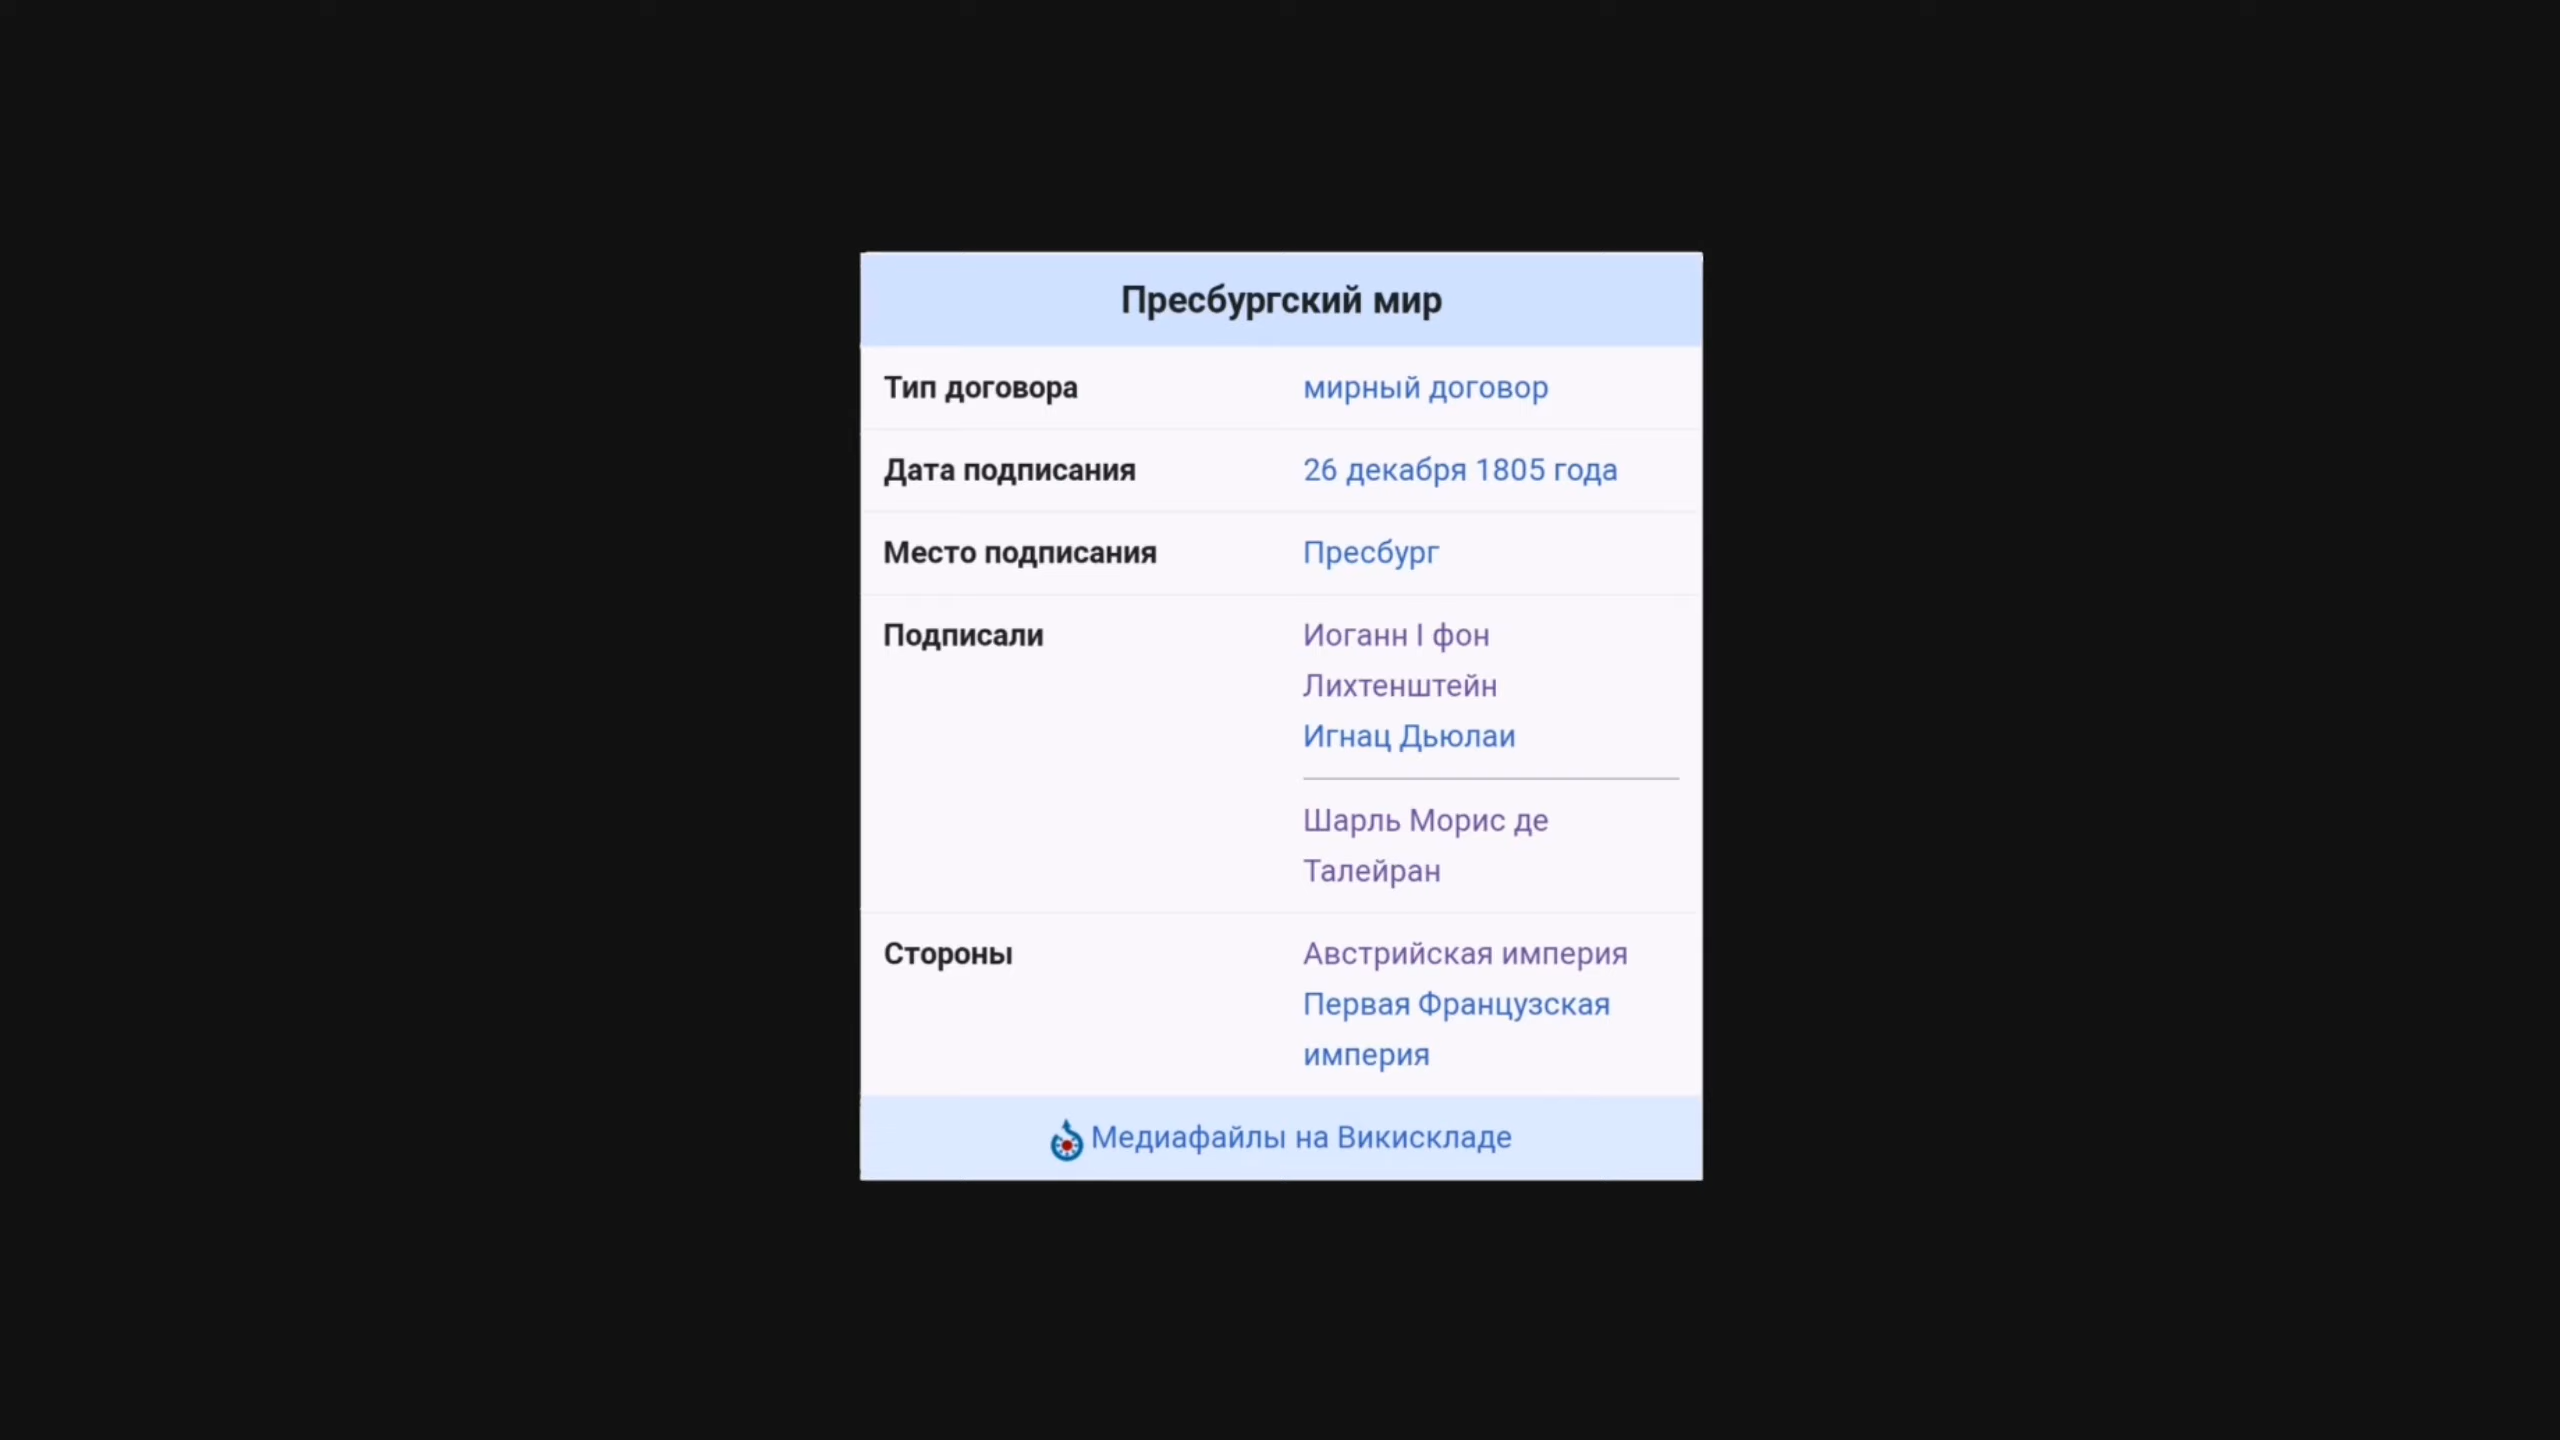 Пресбургский мир
Тип договора мирный договор
Дата подписания 26 декабря 1805 года
Место подписания Пресбург
Подписали Иоганн I фон
Лихтенштейн
Игнац Дьюлаи
Шарль Морис де
Талейран
Стороны Австрийская империя
Первая Французская
империя
Медиафайлы на Викискладе